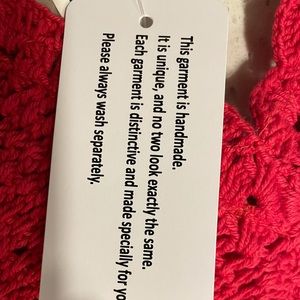 This garment is handmade.
It is unique, and no two look exactly the same.
Each garment is distinctive and made specially for yo
Please always wash separately.